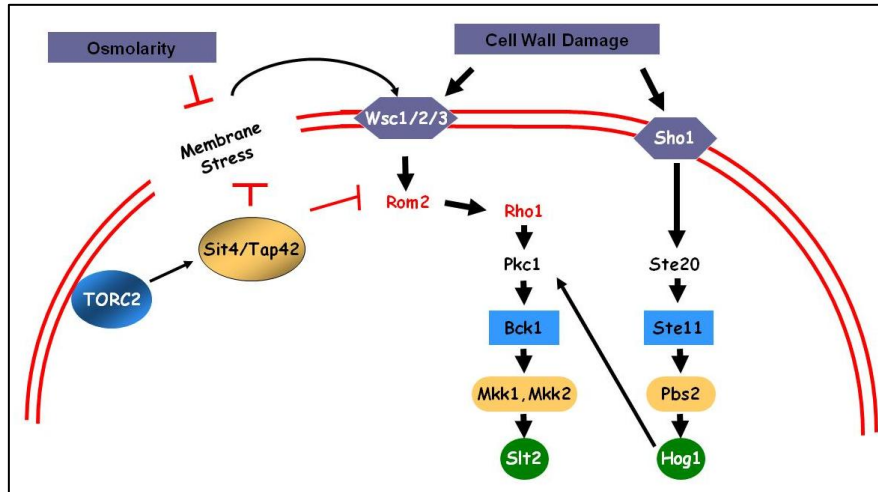 Osmolarity
Cell Wall Damage
Wsc1/2/3
Sho1
Membrane
Stress
Rom2
Rho1
Sit4/Tap42
TORC2
Pkc1
Ste20
Bck1
Ste11
Mkk1,Mkk2
Pbs2
Slt2
Hog1